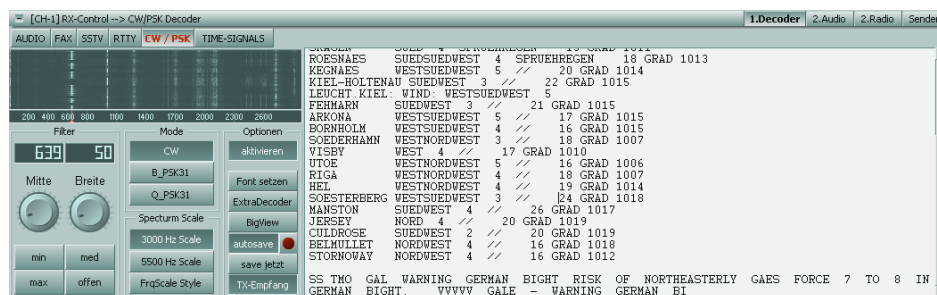 [CH-1] RX-Control --> CW/PSK Decoder
1.Decoder 2.Audio 2.Radio Sender
AUDIO FAX SSTV RTTY CW / PSK TIME-SIGNALS
200 400 600 800 1100 1400 1700 2000 2300 2600
Filter
639 50
Mitte Breite
min med
max offen
Mode
CW
B_PSK31
Q_PSK31
Specturm Scale
3000 Hz Scale
5500 Hz Scale
FrqScale Style
Optionen
aktivieren
Font setzen
ExtraDecoder
BigView
autosave
save jetzt
TX-Empfang
SKAGEN SUED 4 SPRUEHREGEN 15 GRAD 1011
ROESNAES SUEDSUEDWEST 4 SPRUEHREGEN 18 GRAD 1013
KEGNAES WESTSUEDWEST 5 // 20 GRAD 1014
KIEL-HOLTENAU SUEDWEST 3 // 22 GRAD 1015
LEUCHT.KIEL: WIND: WESTSUEDWEST 5
FEHMARN SUEDWEST 3 // 21 GRAD 1015
ARKONA WESTSUEDWEST 5 // 17 GRAD 1015
BORNHOLM WESTSUEDWEST 4 // 16 GRAD 1015
SOEDERHAMN WESTNORDWEST 3 // 18 GRAD 1007
VISBY WEST 4 // 17 GRAD 1010
UTOE WESTNORDWEST 5 // 16 GRAD 1006
RIGA WESTNORDWEST 4 // 18 GRAD 1007
HEL WESTNORDWEST 4 // 19 GRAD 1014
SOESTERBERG WESTSUEDWEST 3 // 24 GRAD 1018
MANSTON SUEDWEST 4 // 26 GRAD 1017
JERSEY NORD 4 // 20 GRAD 1019
CULDROSE SUEDWEST 2 // 20 GRAD 1019
BELMULLET NORDWEST 4 // 16 GRAD 1018
STORNOWAY NORDWEST 4 // 16 GRAD 1012
SS TMO GAL WARNING GERMAN BIGHT RISK OF NORTHEASTERLY GAES FORCE 7 TO 8 IN
GERMAN BIGHT. VVVVV GALE - WARNING GERMAN BI